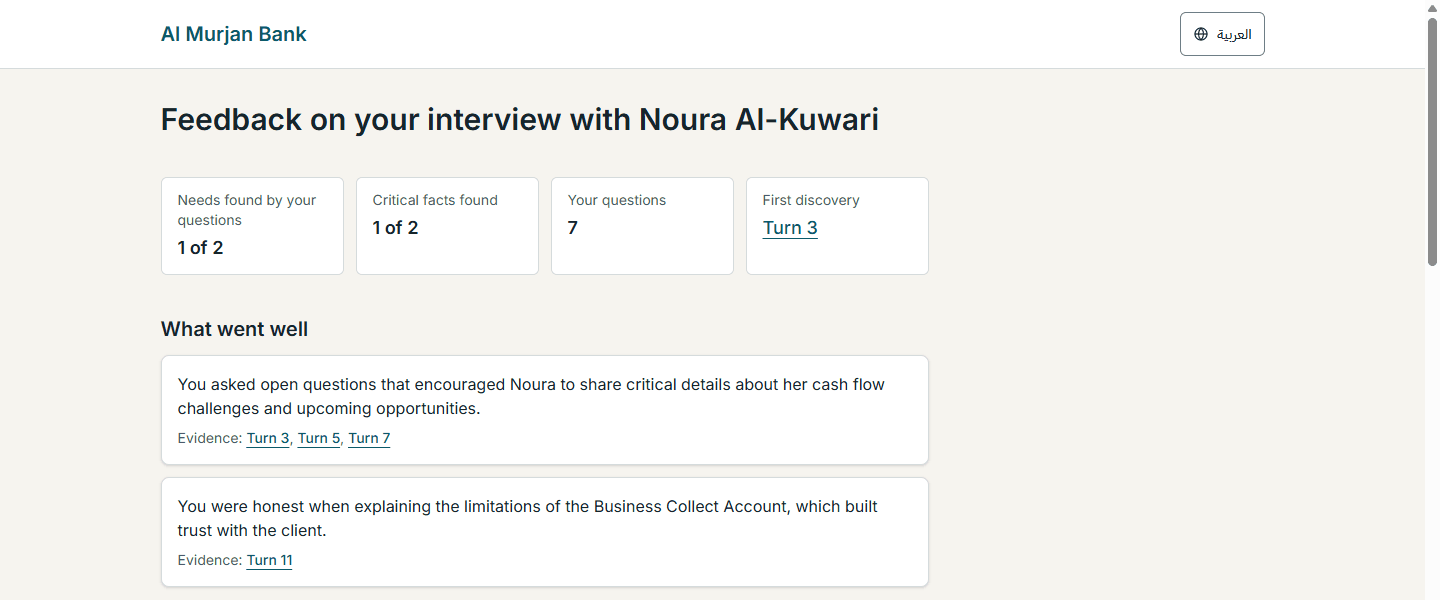 Al Murjan Bank
العربية
Feedback on your interview with Noura Al-Kuwari
Needs found by your
questions
1 of 2
Critical facts found
1 of 2
Your questions
7
First discovery
Turn 3
What went well
You asked open questions that encouraged Noura to share critical details about her cash flow
challenges and upcoming opportunities.
Evidence: Turn 3, Turn 5, Turn 7
You were honest when explaining the limitations of the Business Collect Account, which built
trust with the client.
Evidence: Turn 11